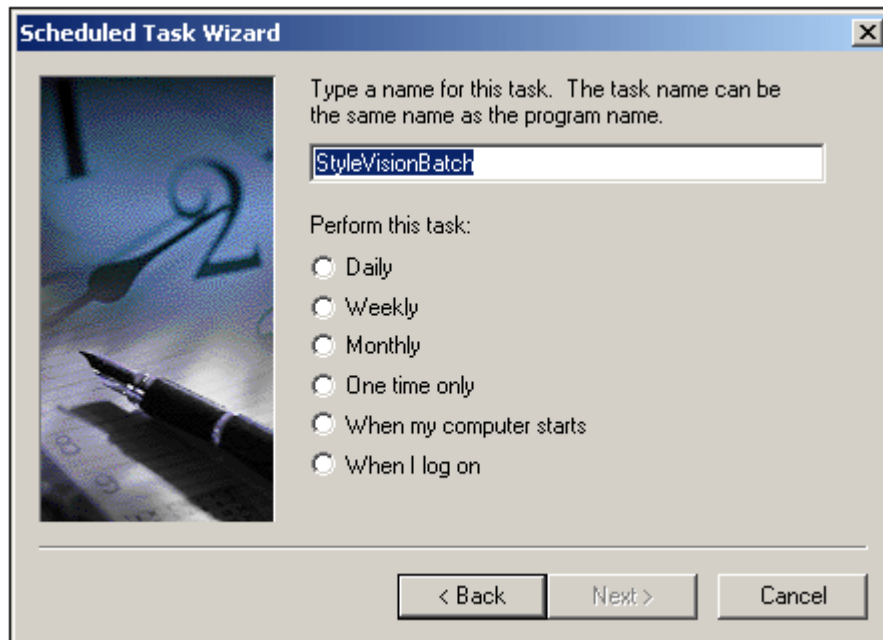 Scheduled Task Wizard
Type a name for this task. The task name can be
the same name as the program name.
StyleVisionBatch
Perform this task:
Daily
Weekly
Monthly
One time only
When my computer starts
When I log on
< Back
Next >
Cancel